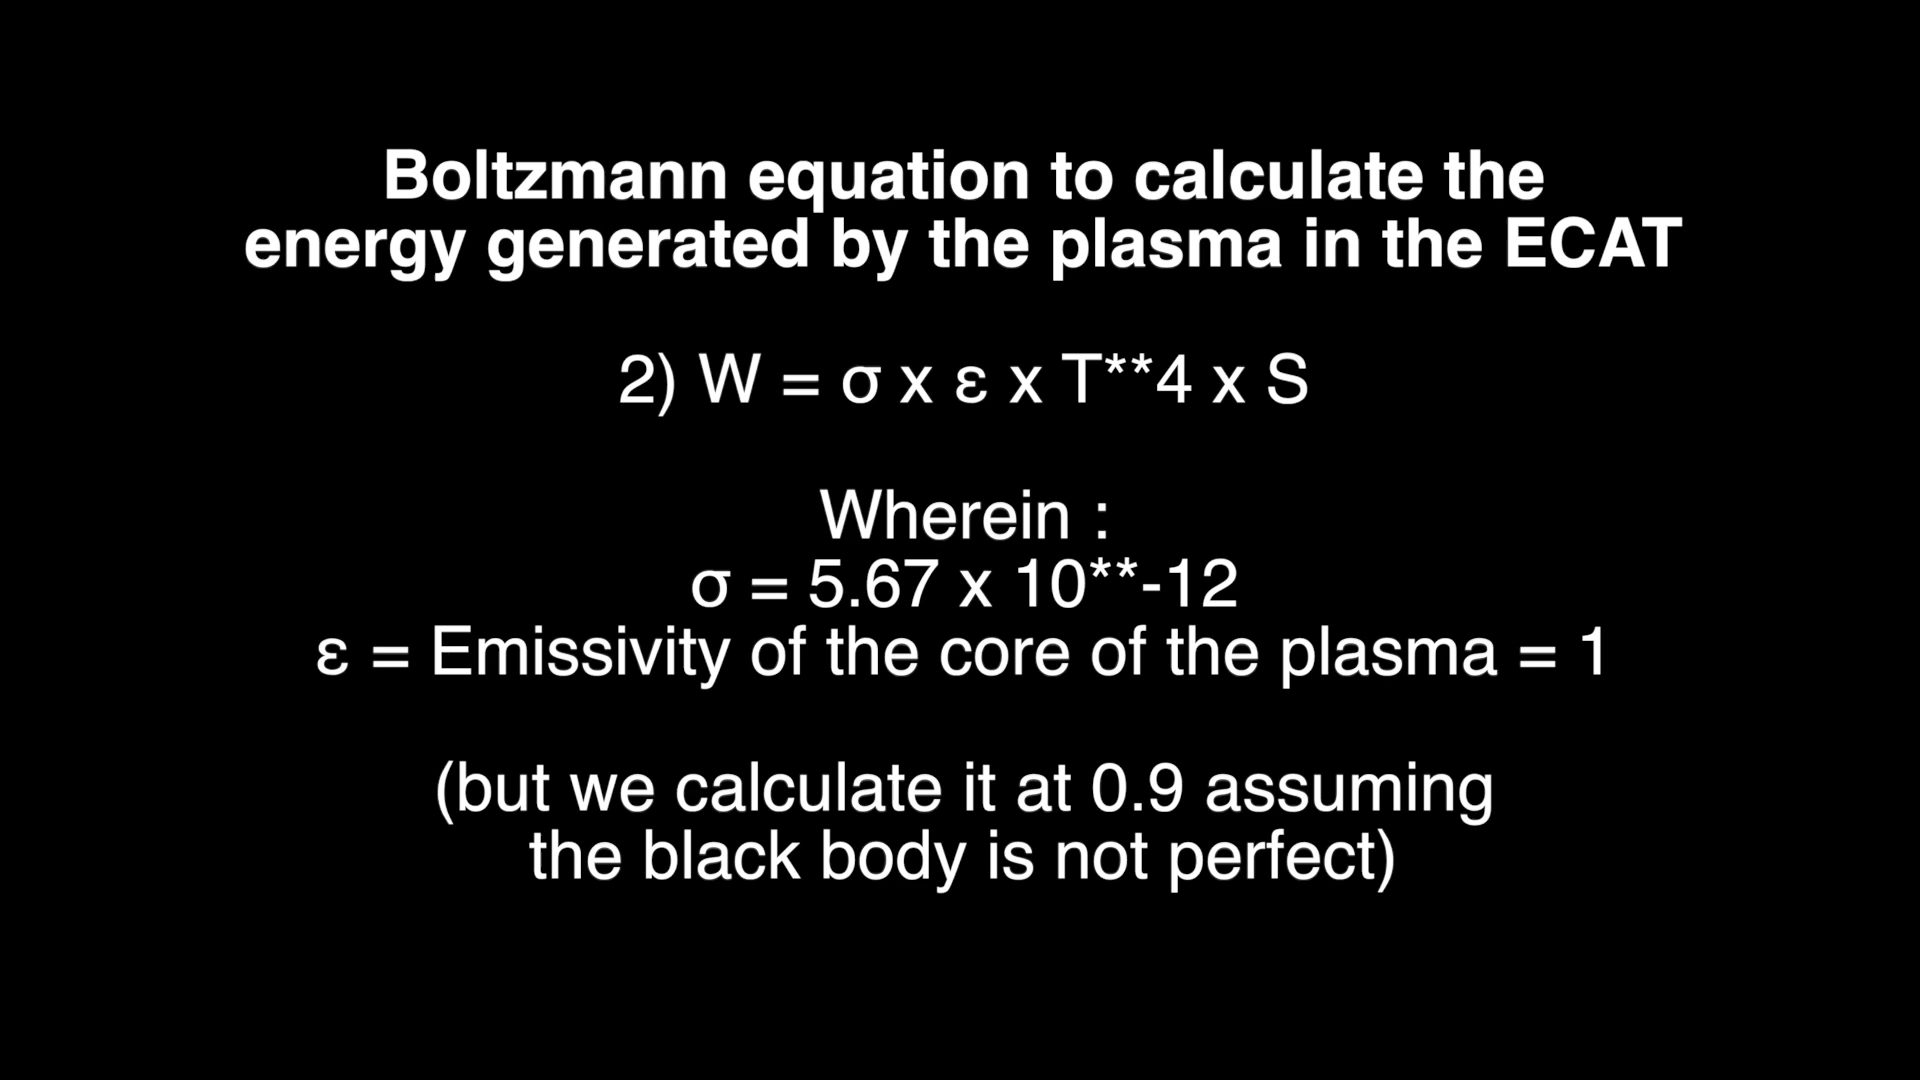 Boltzmann equation to calculate the
energy generated by the plasma in the ECAT
2) W = σ x ε x T**4 x S
Wherein :
σ = 5.67 x 10**-12
ε = Emissivity of the core of the plasma = 1
(but we calculate it at 0.9 assuming
the black body is not perfect)